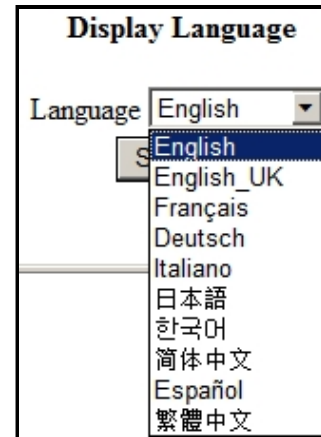 Display Language
Language English
English
English_UK
Français
Deutsch
Italiano
日本語
한국어
简体中文
Español
繁體中文